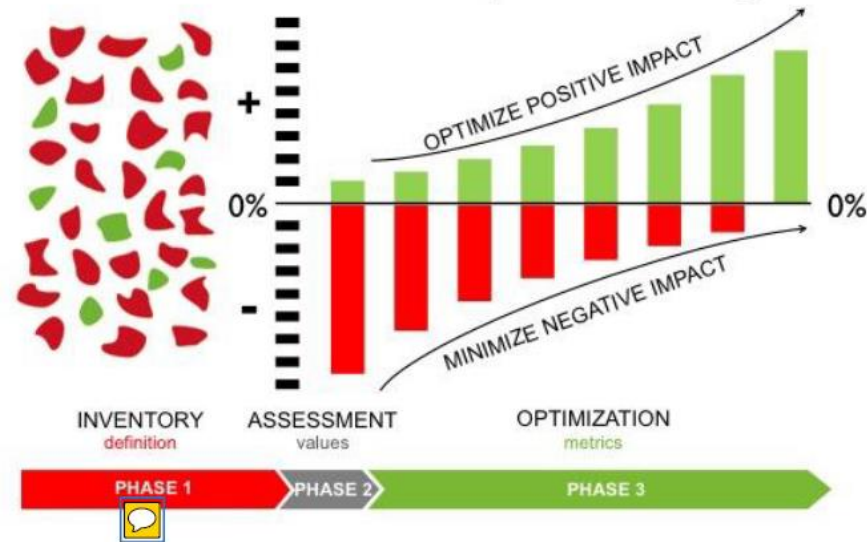 OPTIMIZE POSITIVE IMPACT
+
0%
0%
-
MINIMIZE NEGATIVE IMPACT
INVENTORY
definition
ASSESSMENT
values
OPTIMIZATION
metrics
PHASE 1
PHASE 2
PHASE 3